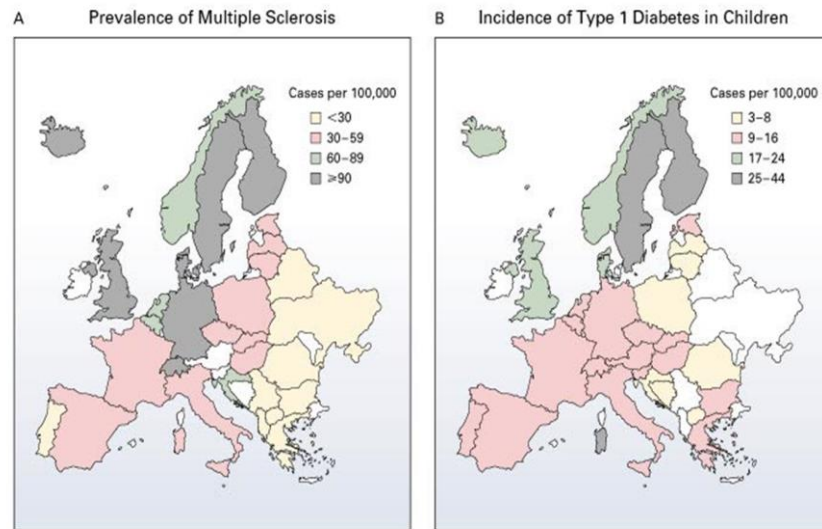 A Prevalence of Multiple Sclerosis
Cases per 100,000
<30
30–59
60–89
≥90
B Incidence of Type 1 Diabetes in Children
Cases per 100,000
3–8
9–16
17–24
25–44